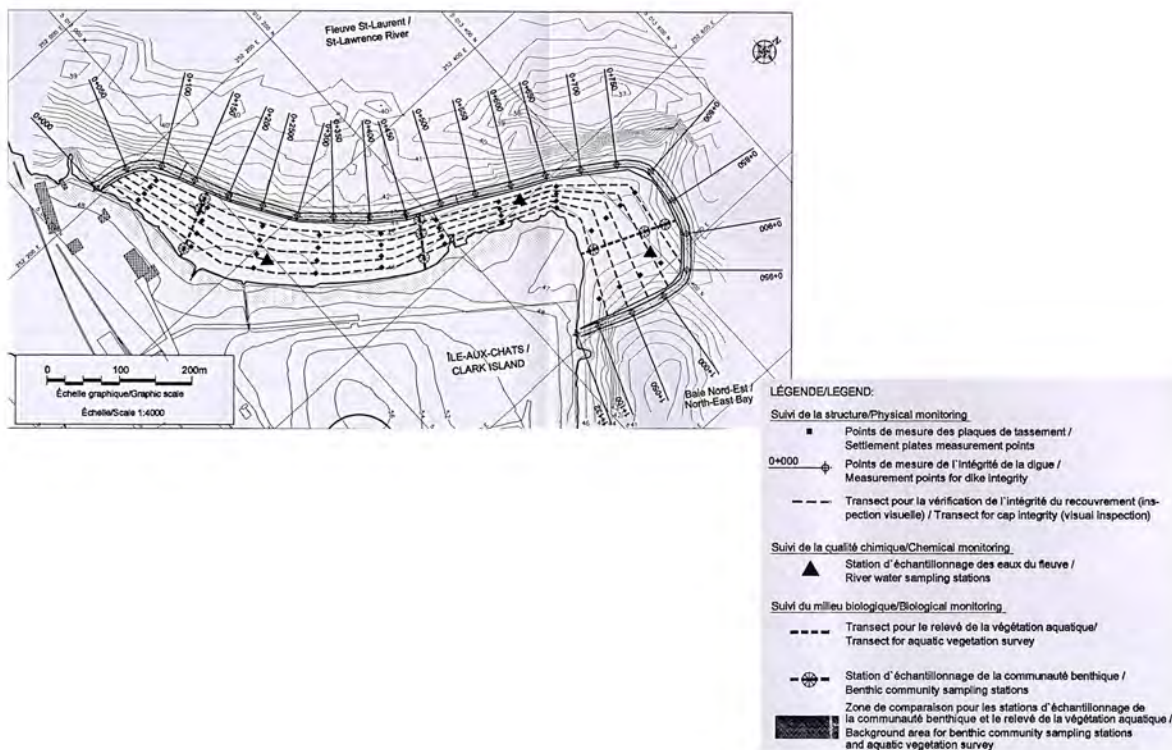 Fleuve St-Laurent /
St-Lawrence River
N
0+000
0+050
0+100
0+150
0+200
0+2500
0+300
0+350
0+400
0+450
0+500
0+550
0+600
0+650
0+700
0+750
0+800
0+850
0+900
0+950
1+000
1+050
1+100
ÎLE-AUX-CHATS /
CLARK ISLAND
Baie Nord-Est /
North-East Bay
0 100 200m
Échelle graphique/Graphic scale
Échelle/Scale 1:4000
LÉGENDE/LEGEND:
Suivi de la structure/Physical monitoring
Points de mesure des plaques de tassement /
Settlement plates measurement points
0+000
Points de mesure de l'intégrité de la digue /
Measurement points for dike integrity
Transect pour la vérification de l'intégrité du recouvrement (ins-
pection visuelle) / Transect for cap integrity (visual inspection)
Suivi de la qualité chimique/Chemical monitoring
Station d'échantillonnage des eaux du fleuve /
River water sampling stations
Suivi du milieu biologique/Biological monitoring
Transect pour le relevé de la végétation aquatique/
Transect for aquatic vegetation survey
Station d'échantillonnage de la communauté benthique /
Benthic community sampling stations
Zone de comparaison pour les stations d'échantillonnage de
la communauté benthique et le relevé de la végétation aquatique /
Background area for benthic community sampling stations
and aquatic vegetation survey